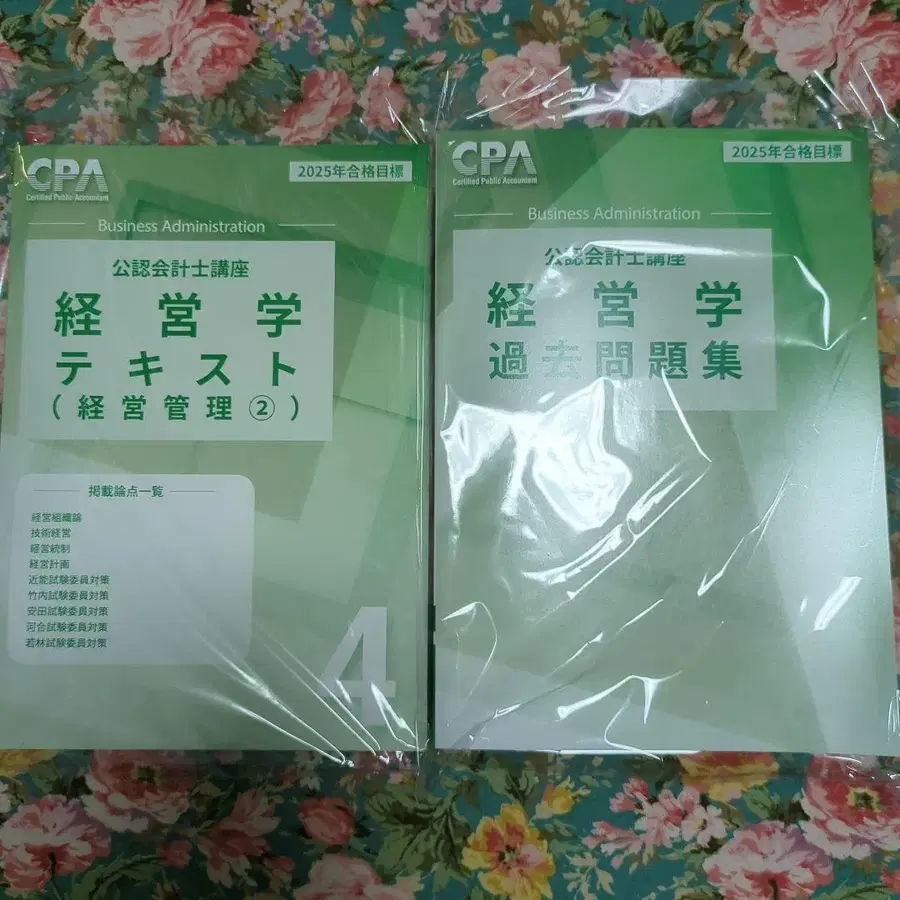 CPA
Certified Public Accountant
2025年合格目標
Business Administration
公認会計士講座
経営学
テキスト
(経営管理②)
掲載論点一覧
経営組織論
技術経営
経営統制
経営計画
近能試験委員対策
竹内試験委員対策
安田試験委員対策
河合試験委員対策
若林試験委員対策
4
CPA
Certified Public Accountant
2025年合格目標
Business Administration
公認会計士講座
経営学
過去問題集